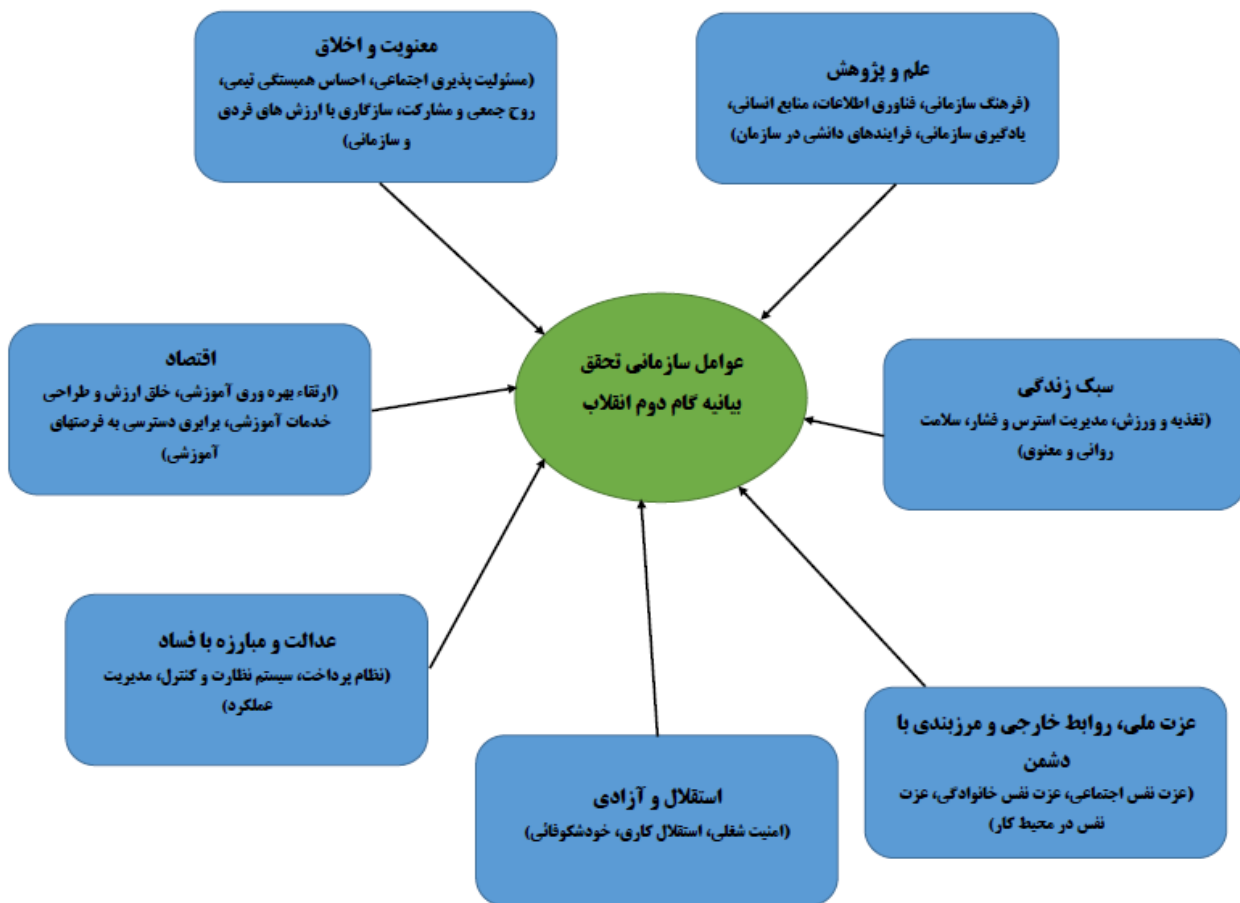 معنویت و اخلاق
(مسئولیت پذیری اجتماعی، احساس همبستگی تیمی،
روح جمعی و مشارکت، سازگاری با ارزش های فردی
و سازمانی)
علم و پژوهش
(فرهنگ سازمانی، فناوری اطلاعات، منابع انسانی،
یادگیری سازمانی، فرایندهای دانشی در سازمان)
عوامل سازمانی تحقق
بیانیه گام دوم انقلاب
اقتصاد
(ارتقاء بهره وری آموزشی، خلق ارزش و طراحی
خدمات آموزشی، برابری دسترسی به فرصتهای
آموزشی)
سبک زندگی
(تغذیه و ورزش، مدیریت استرس و فشار، سلامت
روانی و معنوی)
عدالت و مبارزه با فساد
(نظام پرداخت، سیستم نظارت و کنترل، مدیریت
عملکرد)
استقلال و آزادی
(امنیت شغلی، استقلال کاری، خودشکوفائی)
عزت ملی، روابط خارجی و مرزبندی با
دشمن
(عزت نفس اجتماعی، عزت نفس خانوادگی، عزت
نفس در محیط کار)